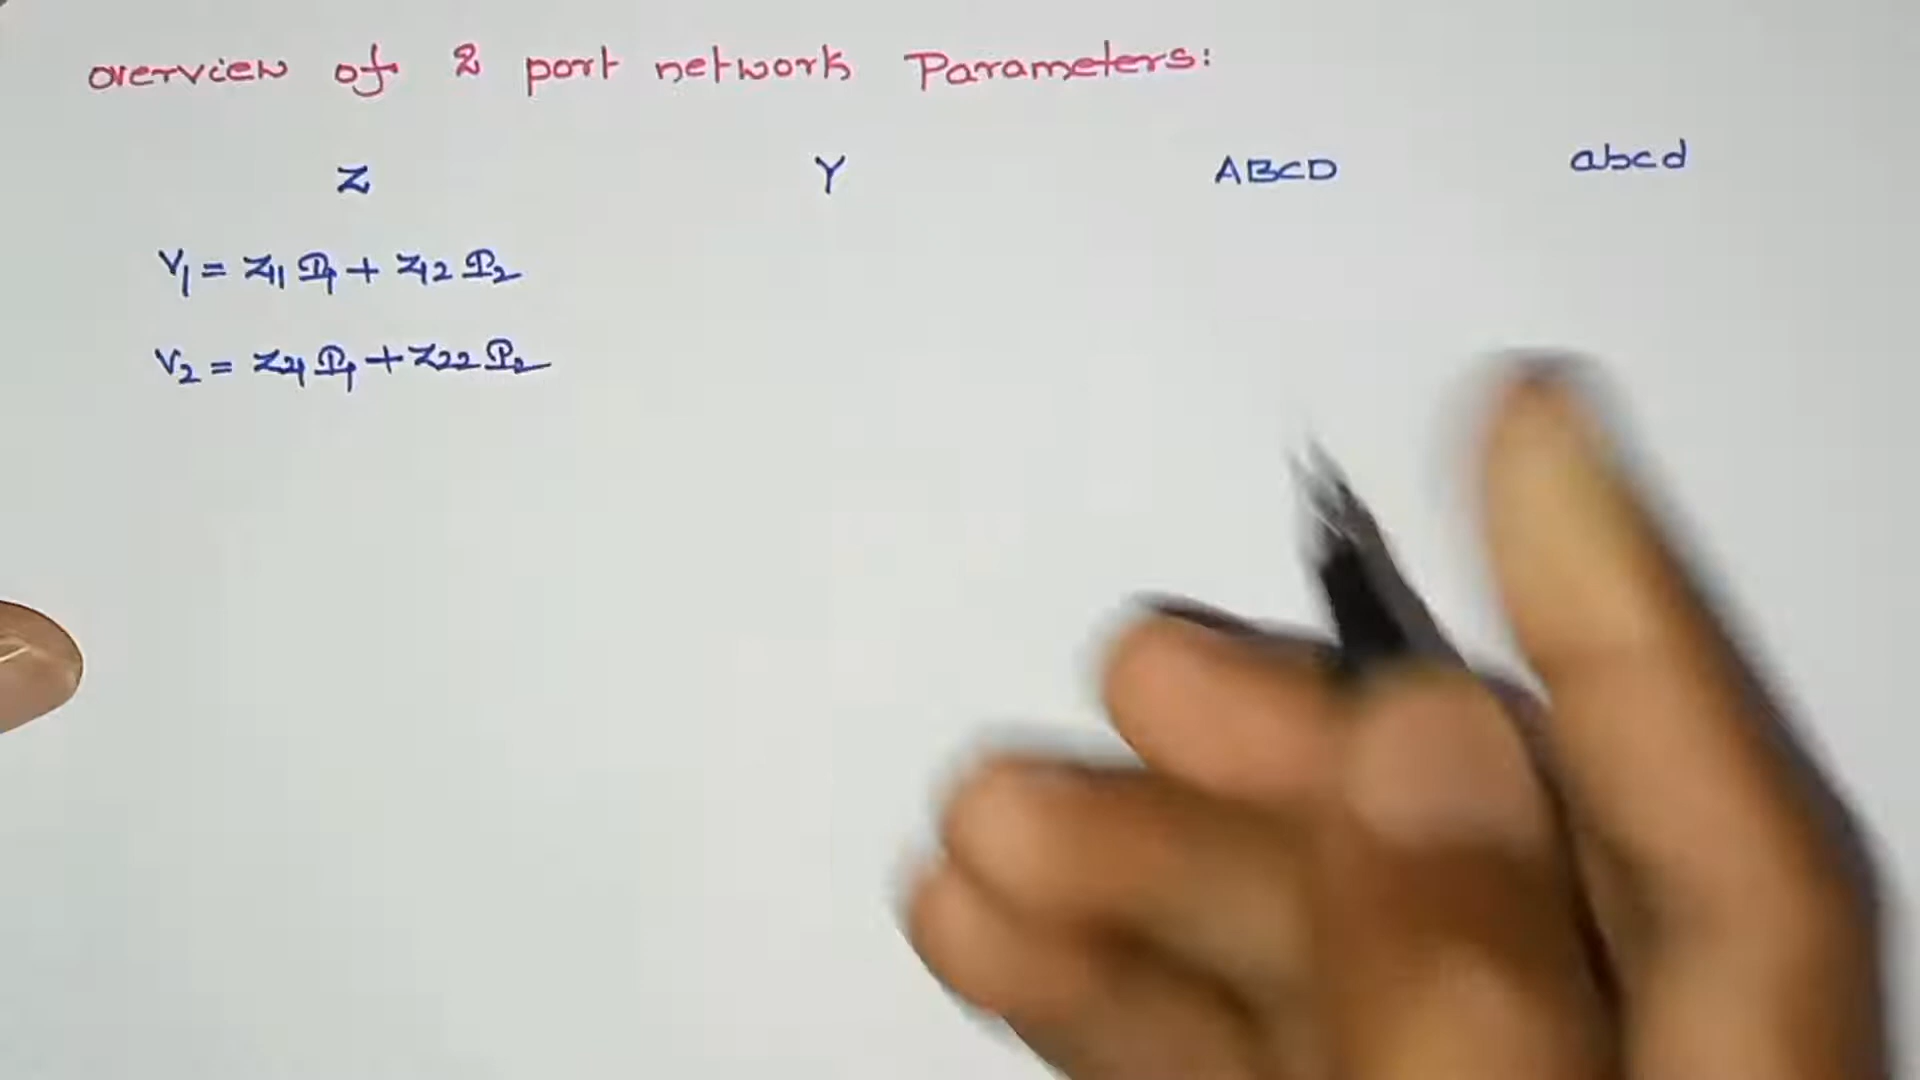 overview of 2 port network Parameters:
Z Y ABCD abcd
V₁ = Z₁₁ I₁ + Z₁₂ I₂
V₂ = Z₂₁ I₁ + Z₂₂ I₂